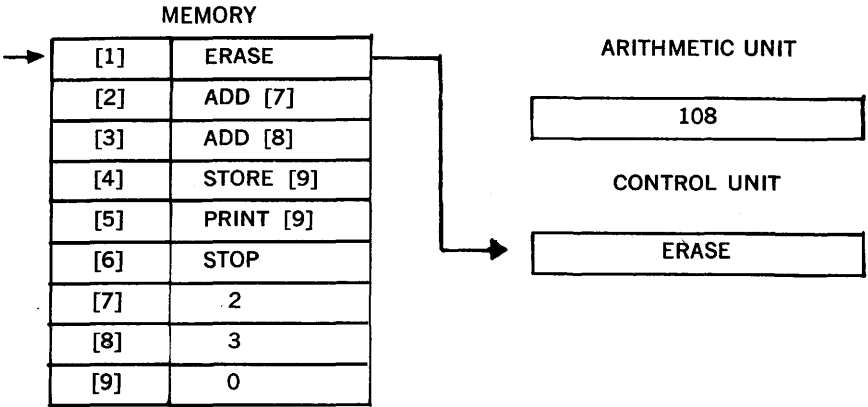 MEMORY
[1] ERASE
[2] ADD [7]
[3] ADD [8]
[4] STORE [9]
[5] PRINT [9]
[6] STOP
[7] 2
[8] 3
[9] 0
ARITHMETIC UNIT
108
CONTROL UNIT
ERASE